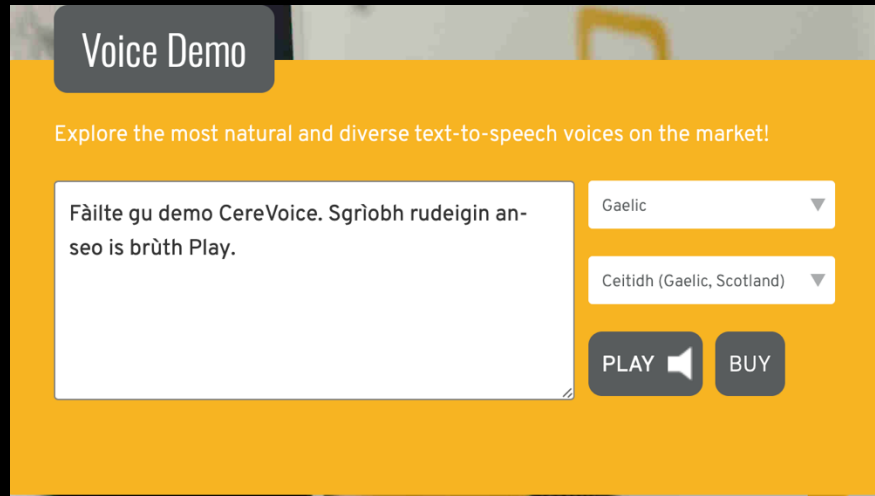 Voice Demo
Explore the most natural and diverse text-to-speech voices on the market!
Fàilte gu demo CereVoice. Sgrìobh rudeigin an-
seo is brùth Play.
Gaelic
Ceitidh (Gaelic, Scotland)
PLAY
BUY